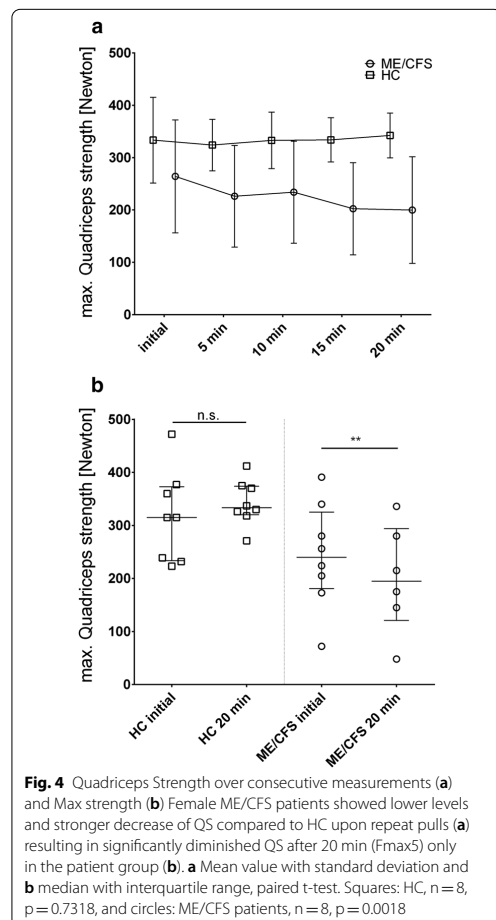 a
500
400
300
200
100
0
max. Quadriceps strength [Newton]
ME/CFS
HC
initial
5 min
10 min
15 min
20 min
b
500
400
300
200
100
0
max. Quadriceps strength [Newton]
n.s.
**
HC initial
HC 20 min
ME/CFS initial
ME/CFS 20 min
Fig. 4 Quadriceps Strength over consecutive measurements (a)
and Max strength (b) Female ME/CFS patients showed lower levels
and stronger decrease of QS compared to HC upon repeat pulls (a)
resulting in significantly diminished QS after 20 min (Fmax5) only
in the patient group (b). a Mean value with standard deviation and
b median with interquartile range, paired t-test. Squares: HC, n = 8,
p = 0.7318, and circles: ME/CFS patients, n = 8, p = 0.0018